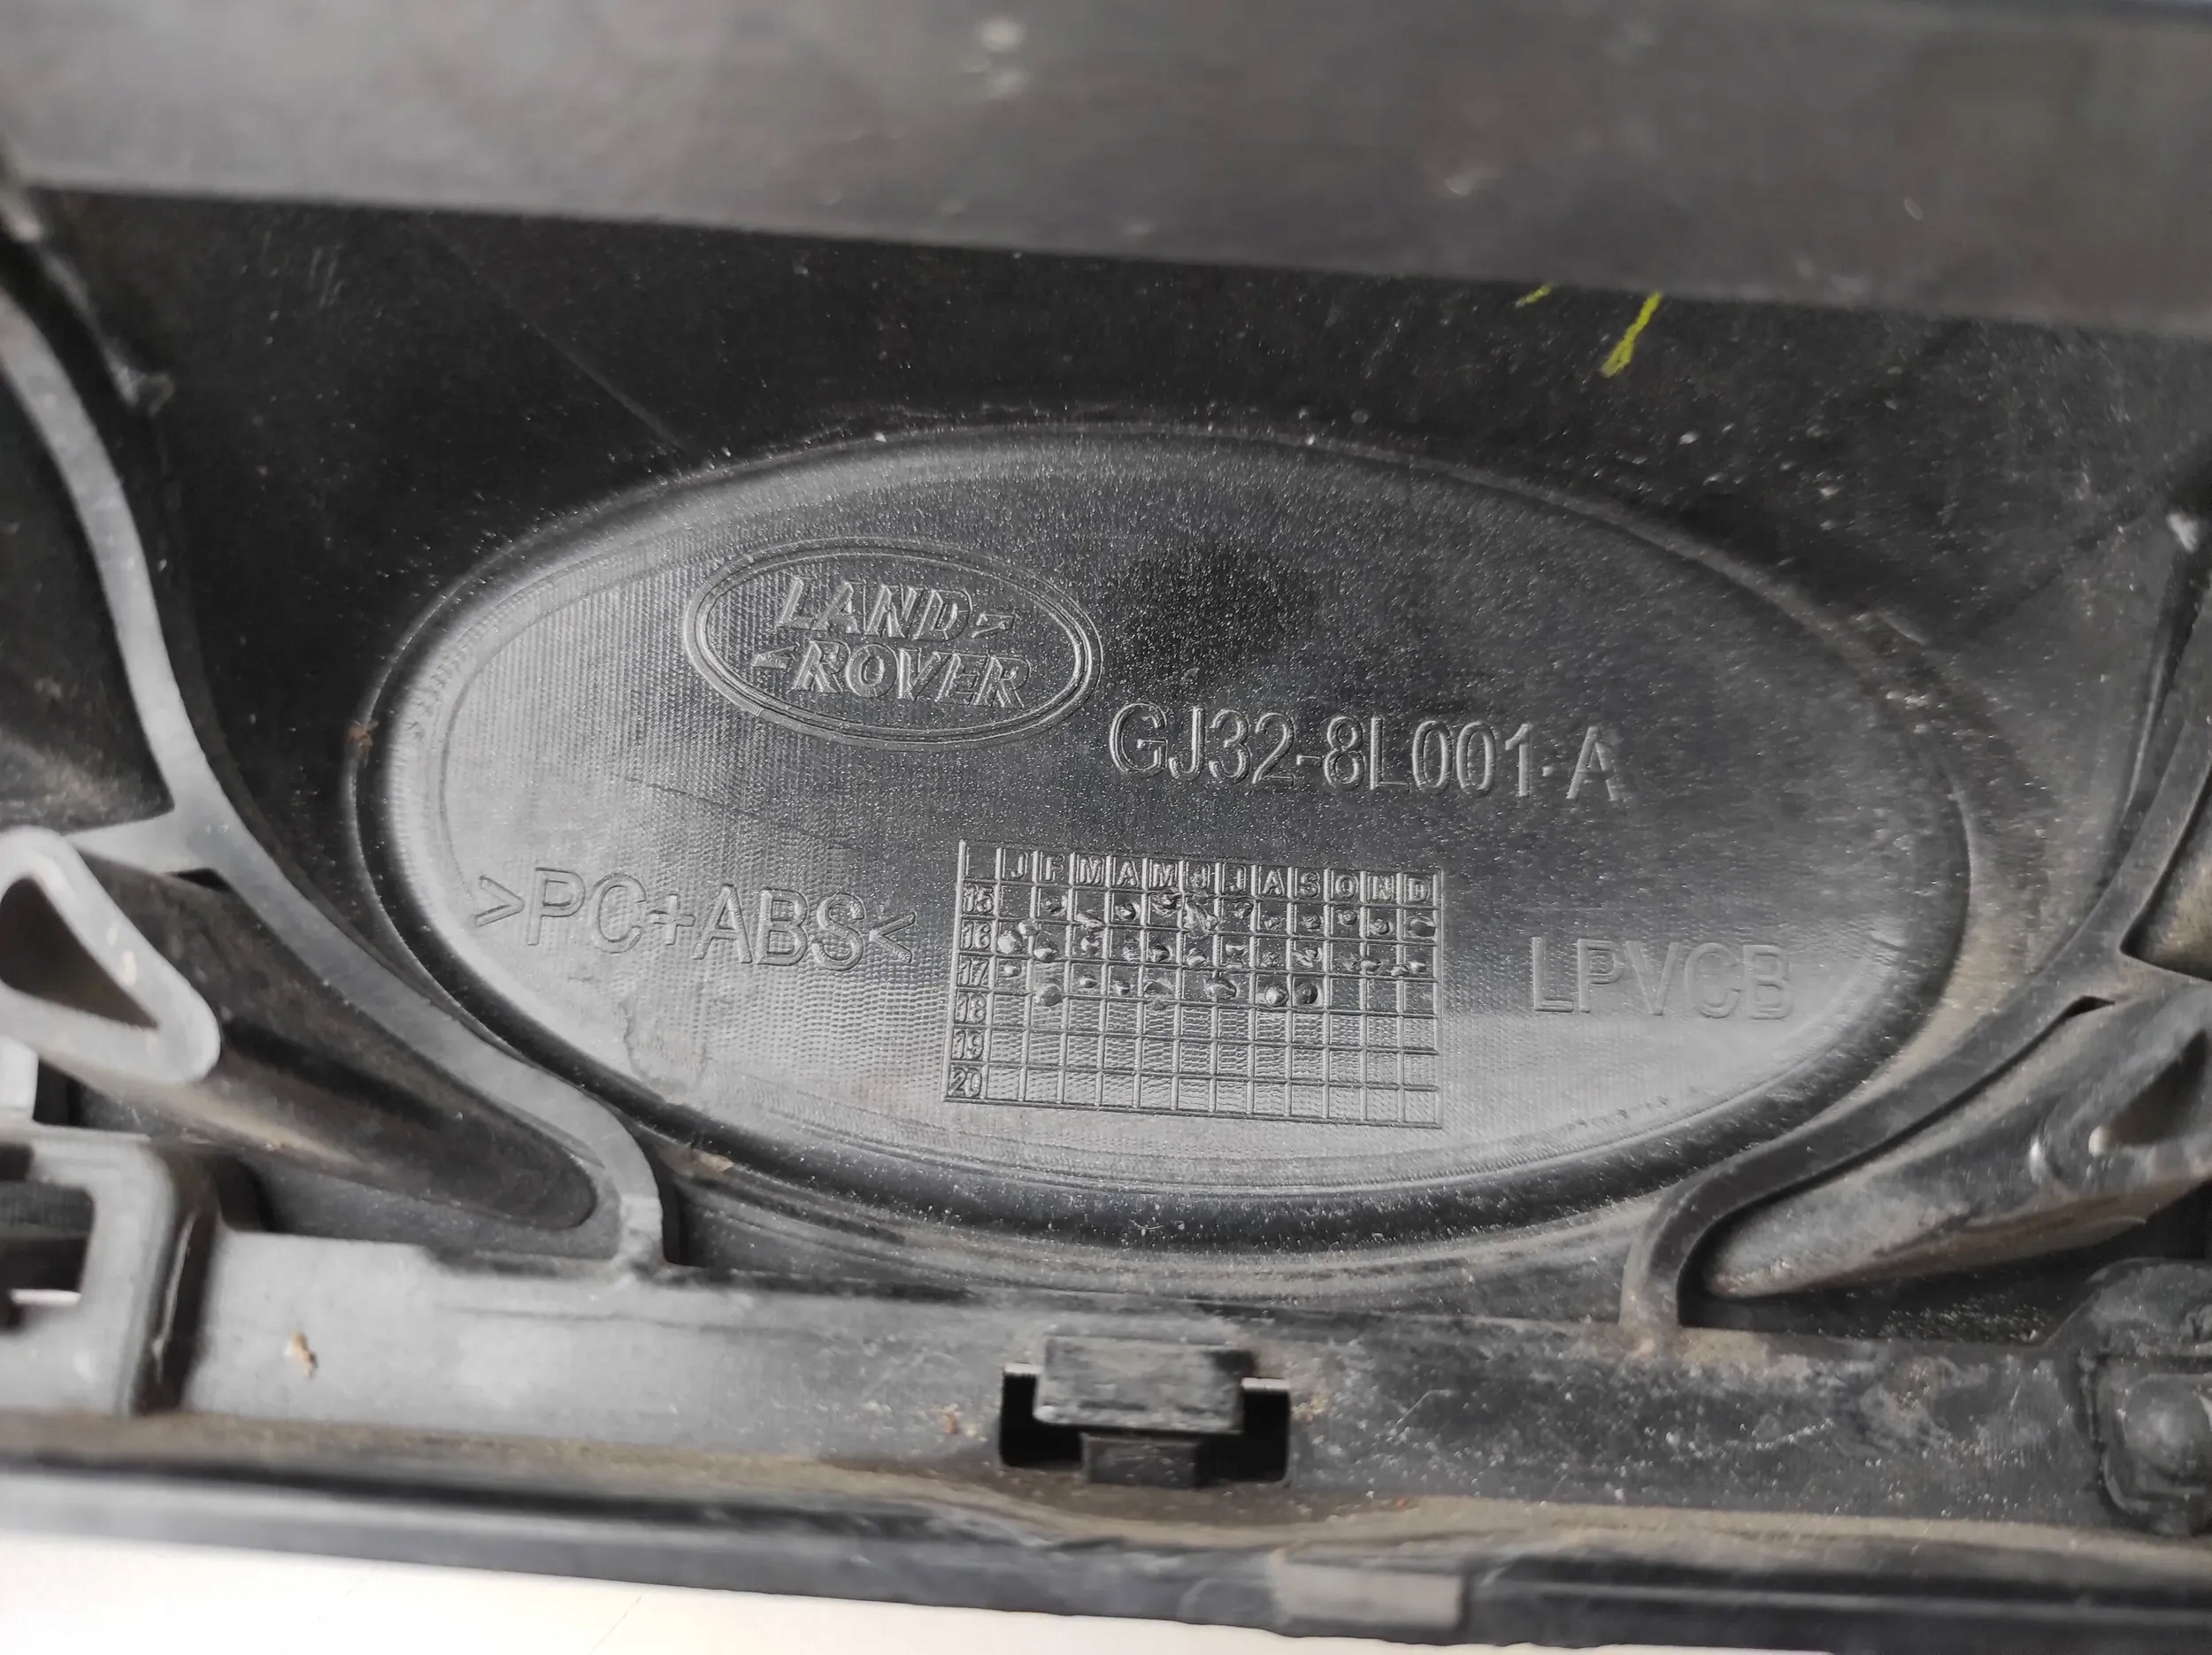 LAND
ROVER
GJ32-8L001-A
>PC+ABS<
L J F M A M J J A S O N D
15
16
17
18
19
20
LPVCB